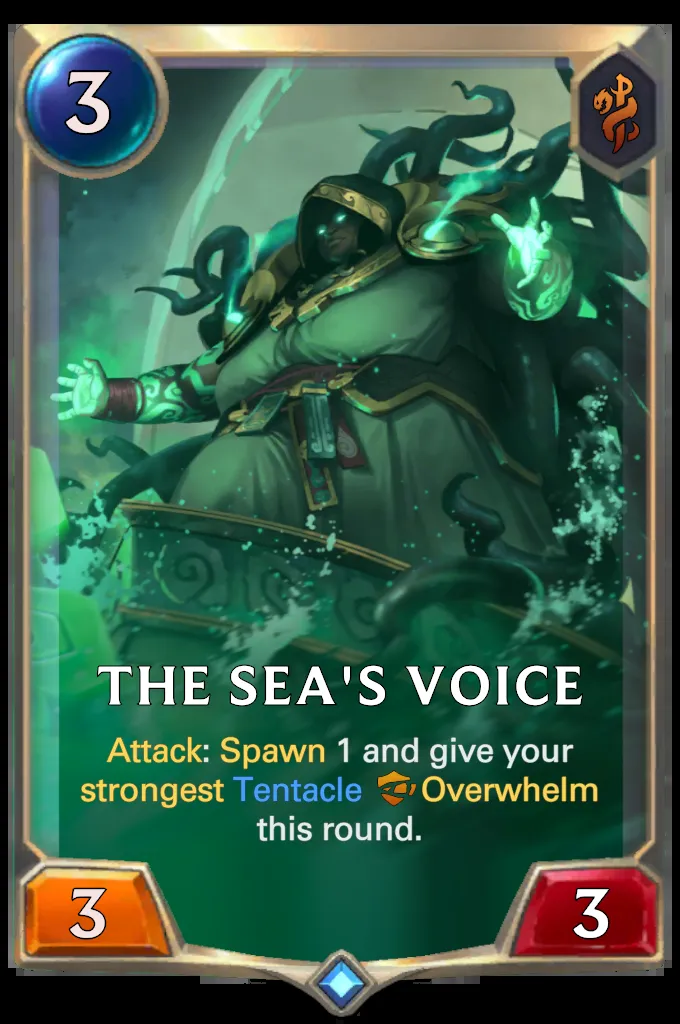 3
THE SEA'S VOICE
Attack: Spawn 1 and give your
strongest Tentacle Overwhelm
this round.
3
3